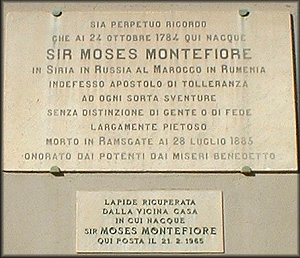 SIA PERPETUO RICORDO
CHE AI 24 OTTOBRE 1784 QUI NACQUE
SIR MOSES MONTEFIORE
IN SIRIA IN RUSSIA AL MAROCCO IN RUMENIA
INDEFESSO APOSTOLO DI TOLLERANZA
AD OGNI SORTA SVENTURE
SENZA DISTINZIONE DI GENTE O DI FEDE
LARGAMENTE PIETOSO
MORTO IN RAMSGATE AI 28 LUGLIO 1885
ONORATO DAI POTENTI DAI MISERI BENEDETTO
LAPIDE RICUPERATA
DALLA VICINA CASA
IN CUI NACQUE
SIR MOSES MONTEFIORE
QUI POSTA IL 21. 2. 1965